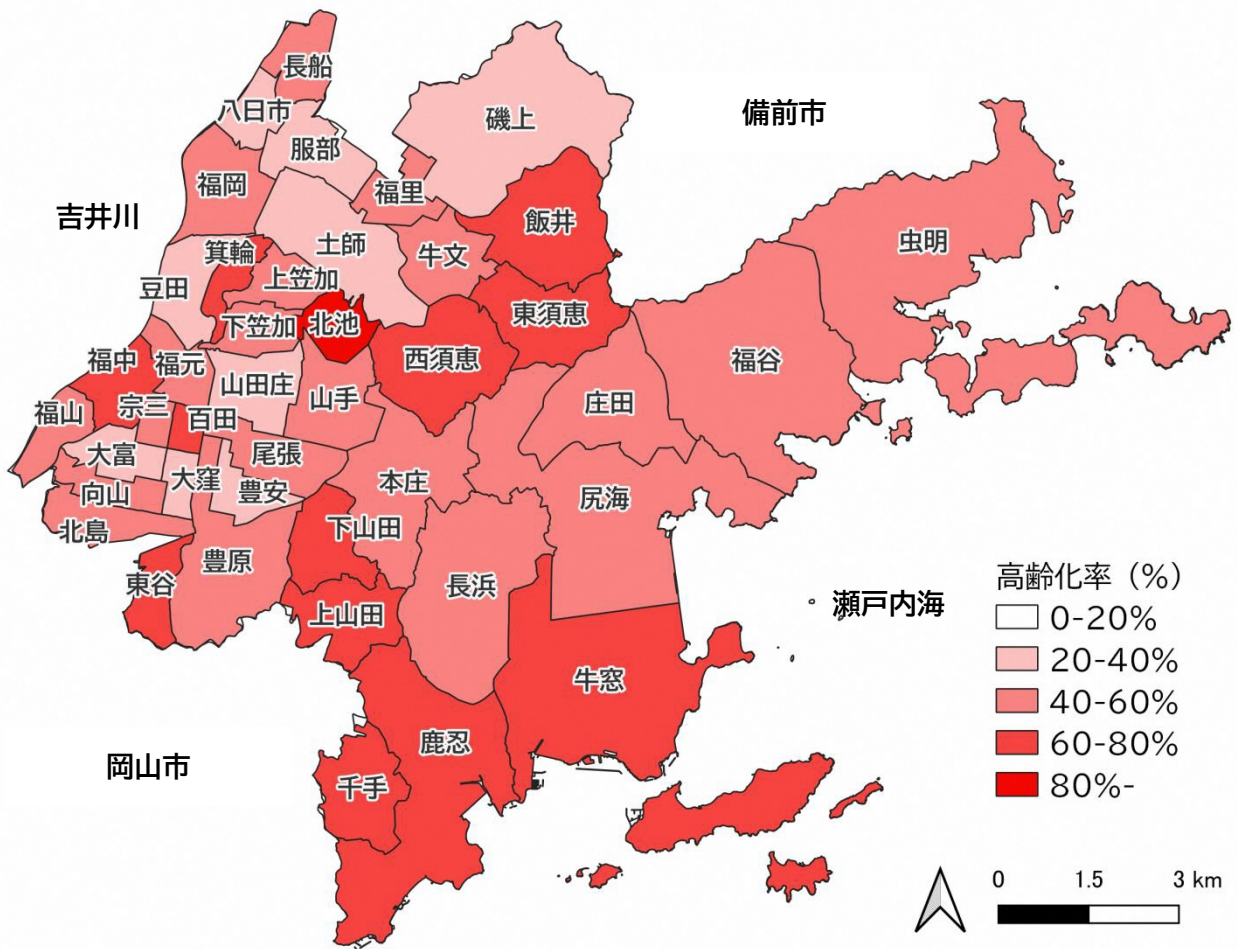 長船
八日市
服部
磯上
備前市
福岡
福里
吉井川
飯井
虫明
箕輪
土師
牛文
上笠加
豆田
東須恵
下笠加
北池
福中
福元
西須恵
福谷
山田庄
山手
庄田
福山
宗三
百田
大富
尾張
大窪
本庄
向山
豊安
尻海
北島
下山田
豊原
東谷
長浜
上山田
瀬戸内海
牛窓
鹿忍
岡山市
千手
高齢化率（%）
0-20%
20-40%
40-60%
60-80%
80%-
0 1.5 3 km